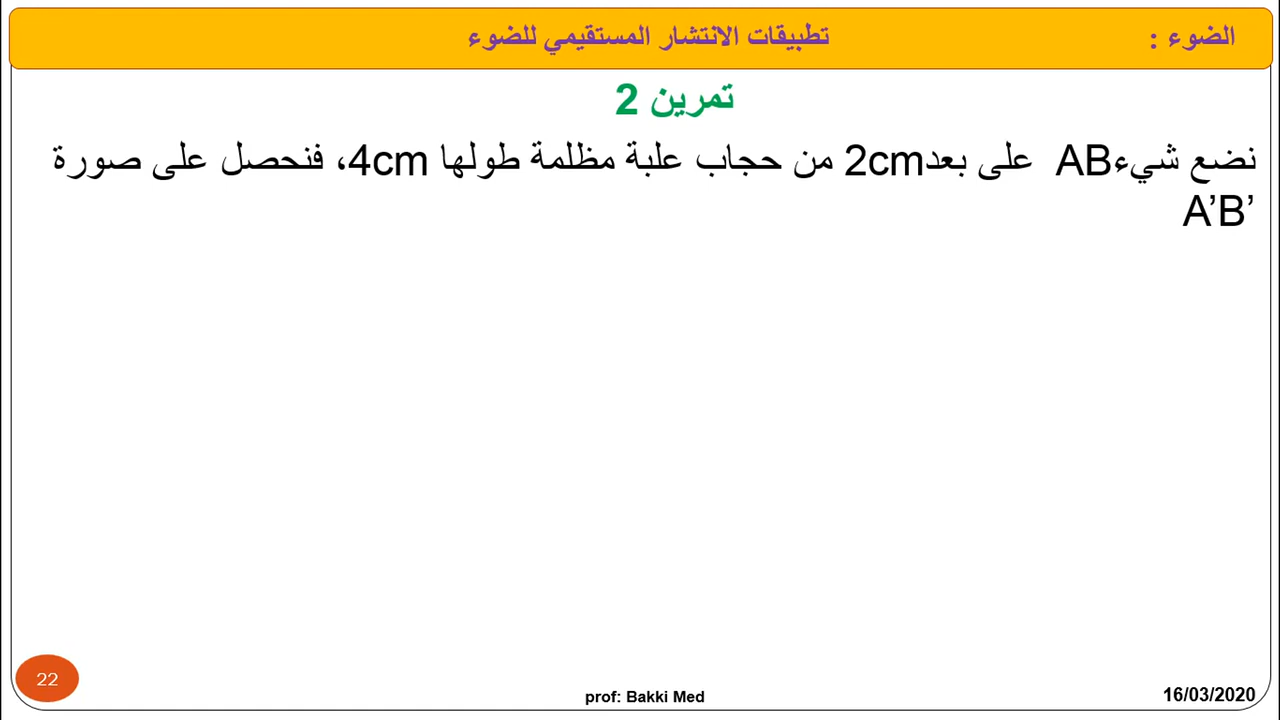 الضوء :
تطبيقات الانتشار المستقيمي للضوء
تمرين 2
نضع شيءAB على بعد2cm من حجاب علبة مظلمة طولها 4cm، فنحصل على صورة
A’B’
22
prof: Bakki Med
16/03/2020